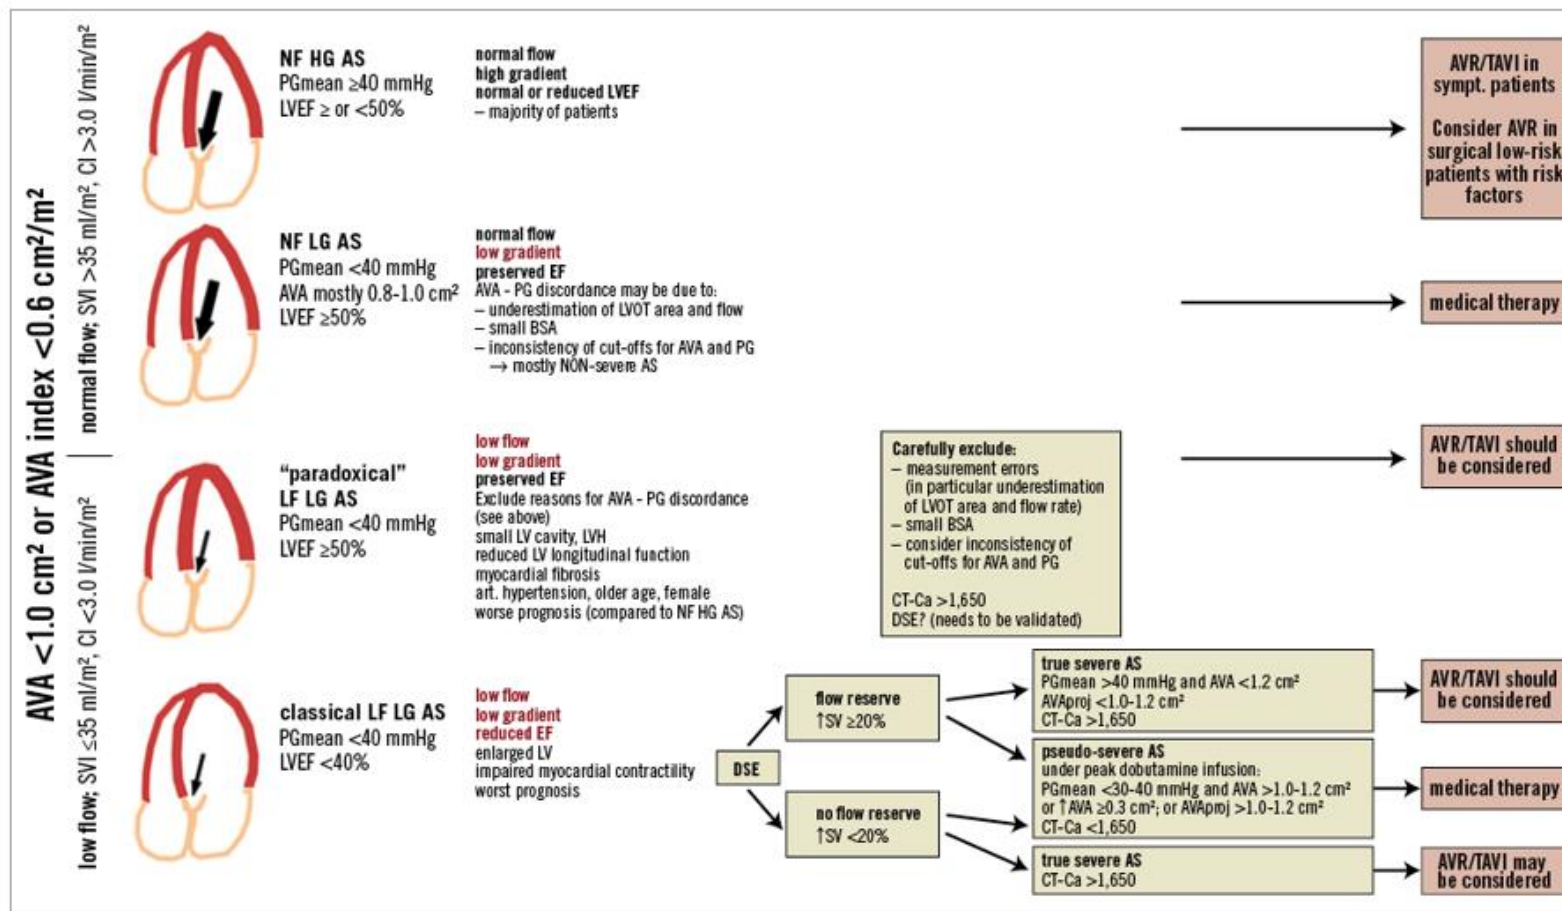 AVA <1.0 cm² or AVA index <0.6 cm²/m²
normal flow; SVI >35 ml/m², CI >3.0 l/min/m²
low flow; SVI ≤35 ml/m², CI <3.0 l/min/m²
NF HG AS
PGmean ≥40 mmHg
LVEF ≥ or <50%
normal flow
high gradient
normal or reduced LVEF
– majority of patients
AVR/TAVI in
sympt. patients
Consider AVR in
surgical low-risk
patients with risk
factors
NF LG AS
PGmean <40 mmHg
AVA mostly 0.8-1.0 cm²
LVEF ≥50%
normal flow
low gradient
preserved EF
AVA - PG discordance may be due to:
– underestimation of LVOT area and flow
– small BSA
– inconsistency of cut-offs for AVA and PG
→ mostly NON-severe AS
medical therapy
“paradoxical”
LF LG AS
PGmean <40 mmHg
LVEF ≥50%
low flow
low gradient
preserved EF
Exclude reasons for AVA - PG discordance
(see above)
small LV cavity, LVH
reduced LV longitudinal function
myocardial fibrosis
art. hypertension, older age, female
worse prognosis (compared to NF HG AS)
Carefully exclude:
– measurement errors
(in particular underestimation
of LVOT area and flow rate)
– small BSA
– consider inconsistency of
cut-offs for AVA and PG
CT-Ca >1,650
DSE? (needs to be validated)
AVR/TAVI should
be considered
classical LF LG AS
PGmean <40 mmHg
LVEF <40%
low flow
low gradient
reduced EF
enlarged LV
impaired myocardial contractility
worst prognosis
DSE
flow reserve
↑SV ≥20%
no flow reserve
↑SV <20%
true severe AS
PGmean >40 mmHg and AVA <1.2 cm²
AVAproj <1.0-1.2 cm²
CT-Ca >1,650
AVR/TAVI should
be considered
pseudo-severe AS
under peak dobutamine infusion:
PGmean <30-40 mmHg and AVA >1.0-1.2 cm²
or ↑AVA ≥0.3 cm²; or AVAproj >1.0-1.2 cm²
CT-Ca <1,650
medical therapy
true severe AS
CT-Ca >1,650
AVR/TAVI may
be considered